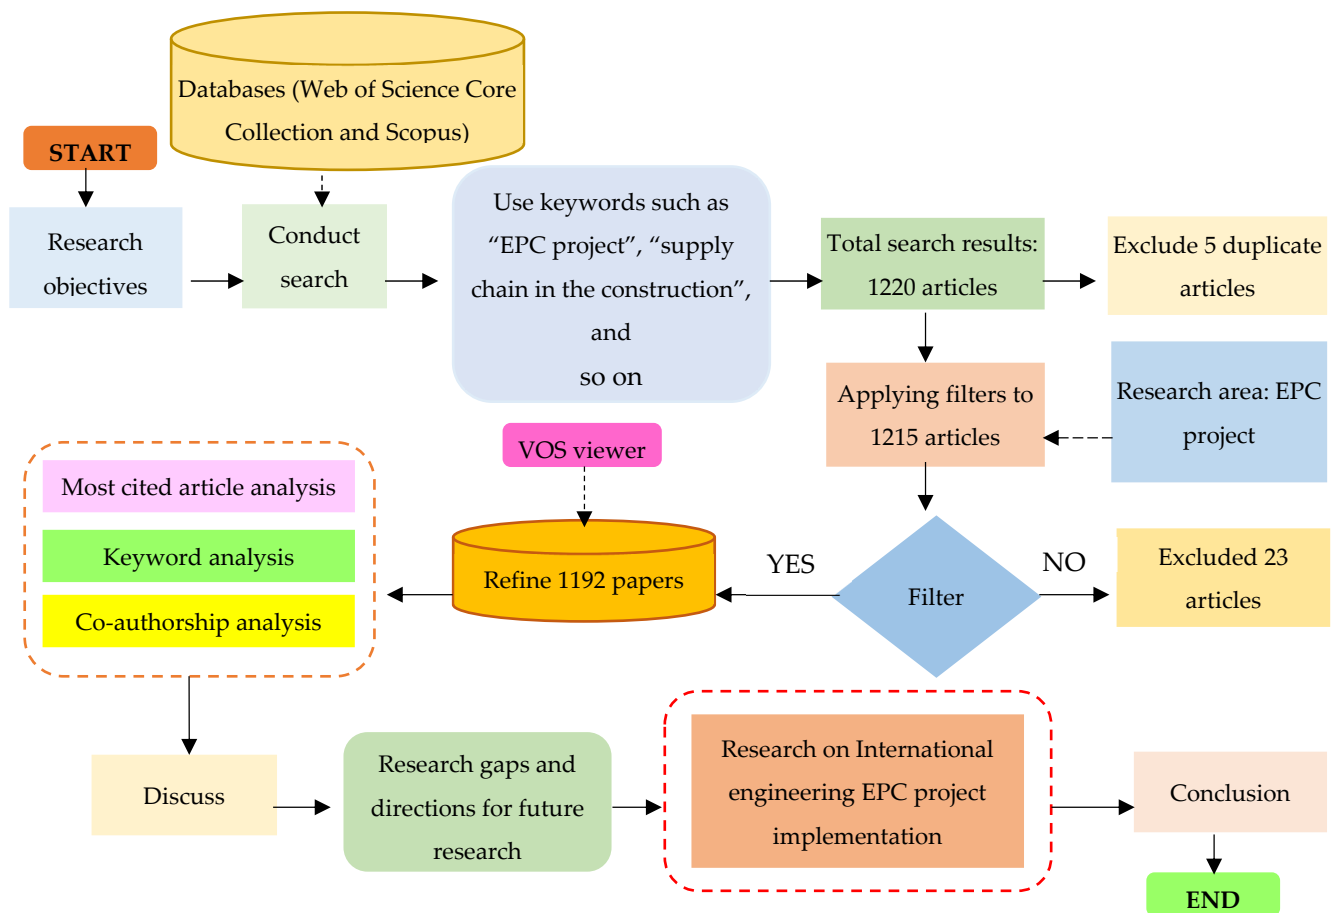 Databases (Web of Science Core
Collection and Scopus)
START
Research
objectives
Conduct
search
Use keywords such as
“EPC project”, “supply
chain in the construction”,
and
so on
Total search results:
1220 articles
Exclude 5 duplicate
articles
Applying filters to
1215 articles
Research area: EPC
project
VOS viewer
Most cited article analysis
Keyword analysis
Co-authorship analysis
Refine 1192 papers
YES
Filter
NO
Excluded 23
articles
Discuss
Research gaps and
directions for future
research
Research on International
engineering EPC project
implementation
Conclusion
END